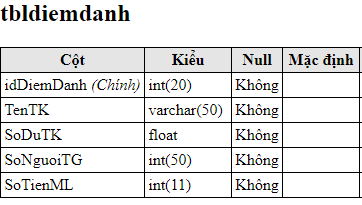 tbldiemdanh
Cột Kiểu Null Mặc định
idDiemDanh (Chính) int(20) Không
TenTK varchar(50) Không
SoDuTK float Không
SoNguoiTG int(50) Không
SoTienML int(11) Không